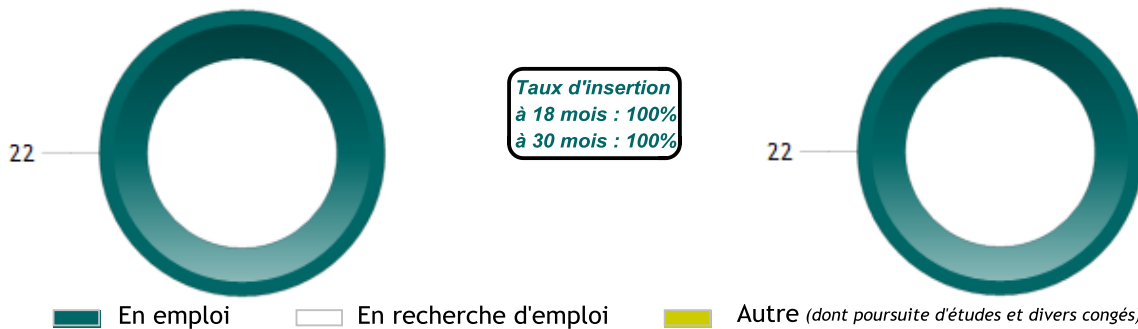 22
Taux d'insertion
à 18 mois : 100%
à 30 mois : 100%
22
En emploi
En recherche d'emploi
Autre (dont poursuite d'études et divers congés)